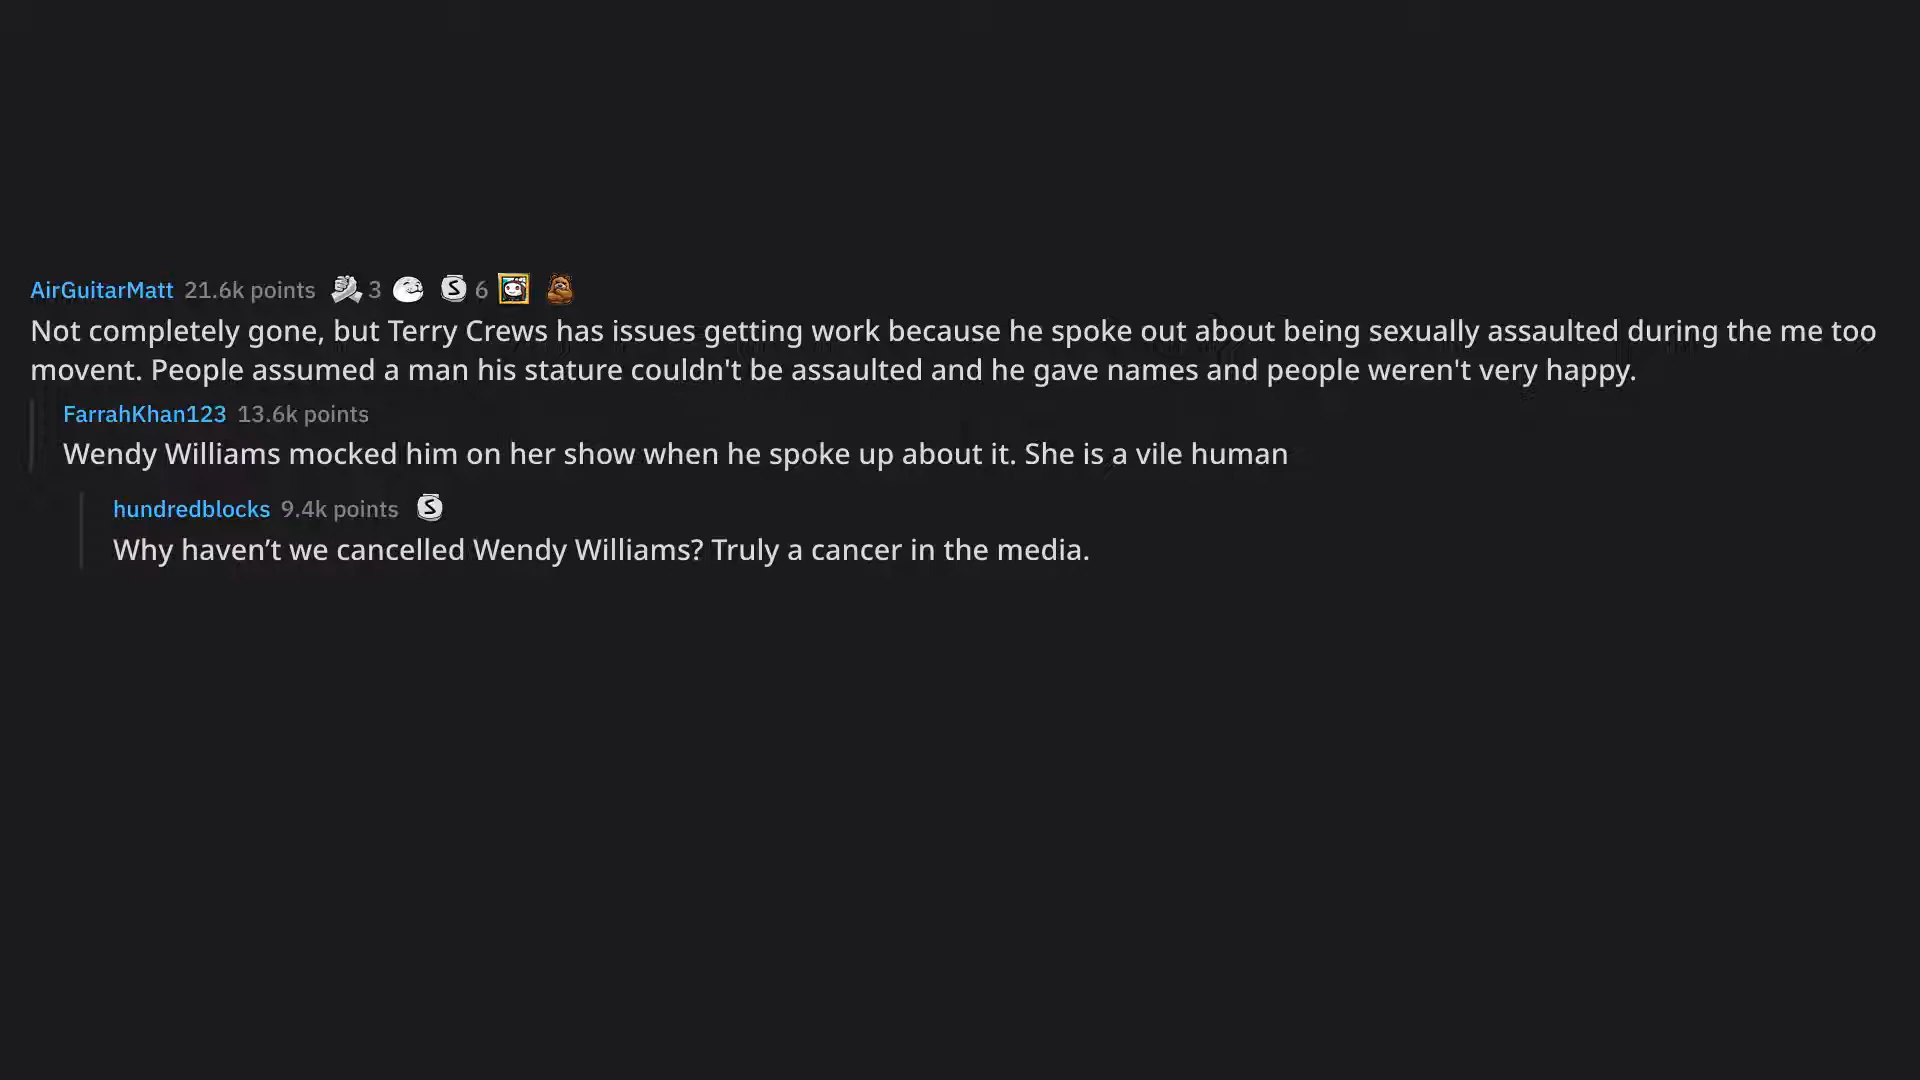 AirGuitarMatt 21.6k points 3 6
Not completely gone, but Terry Crews has issues getting work because he spoke out about being sexually assaulted during the me too
movent. People assumed a man his stature couldn't be assaulted and he gave names and people weren't very happy.
FarrahKhan123 13.6k points
Wendy Williams mocked him on her show when he spoke up about it. She is a vile human
hundredblocks 9.4k points
Why haven’t we cancelled Wendy Williams? Truly a cancer in the media.